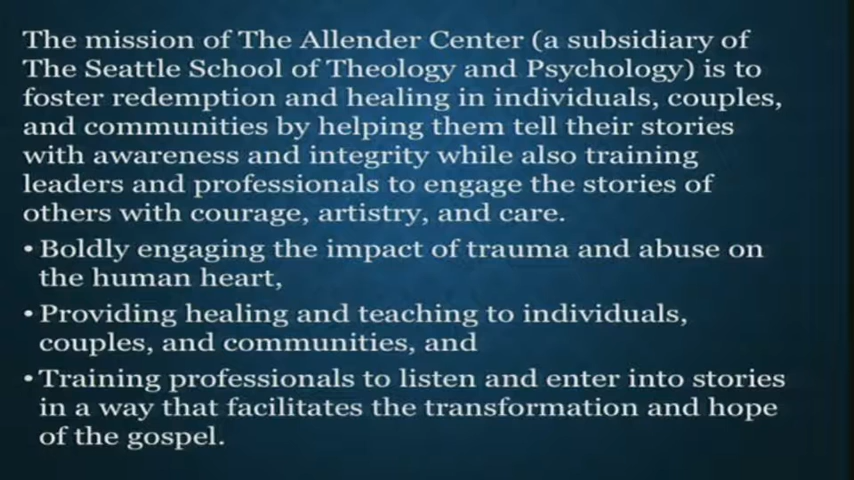 The mission of The Allender Center (a subsidiary of
The Seattle School of Theology and Psychology) is to
foster redemption and healing in individuals, couples,
and communities by helping them tell their stories
with awareness and integrity while also training
leaders and professionals to engage the stories of
others with courage, artistry, and care.
• Boldly engaging the impact of trauma and abuse on
the human heart,
• Providing healing and teaching to individuals,
couples, and communities, and
• Training professionals to listen and enter into stories
in a way that facilitates the transformation and hope
of the gospel.